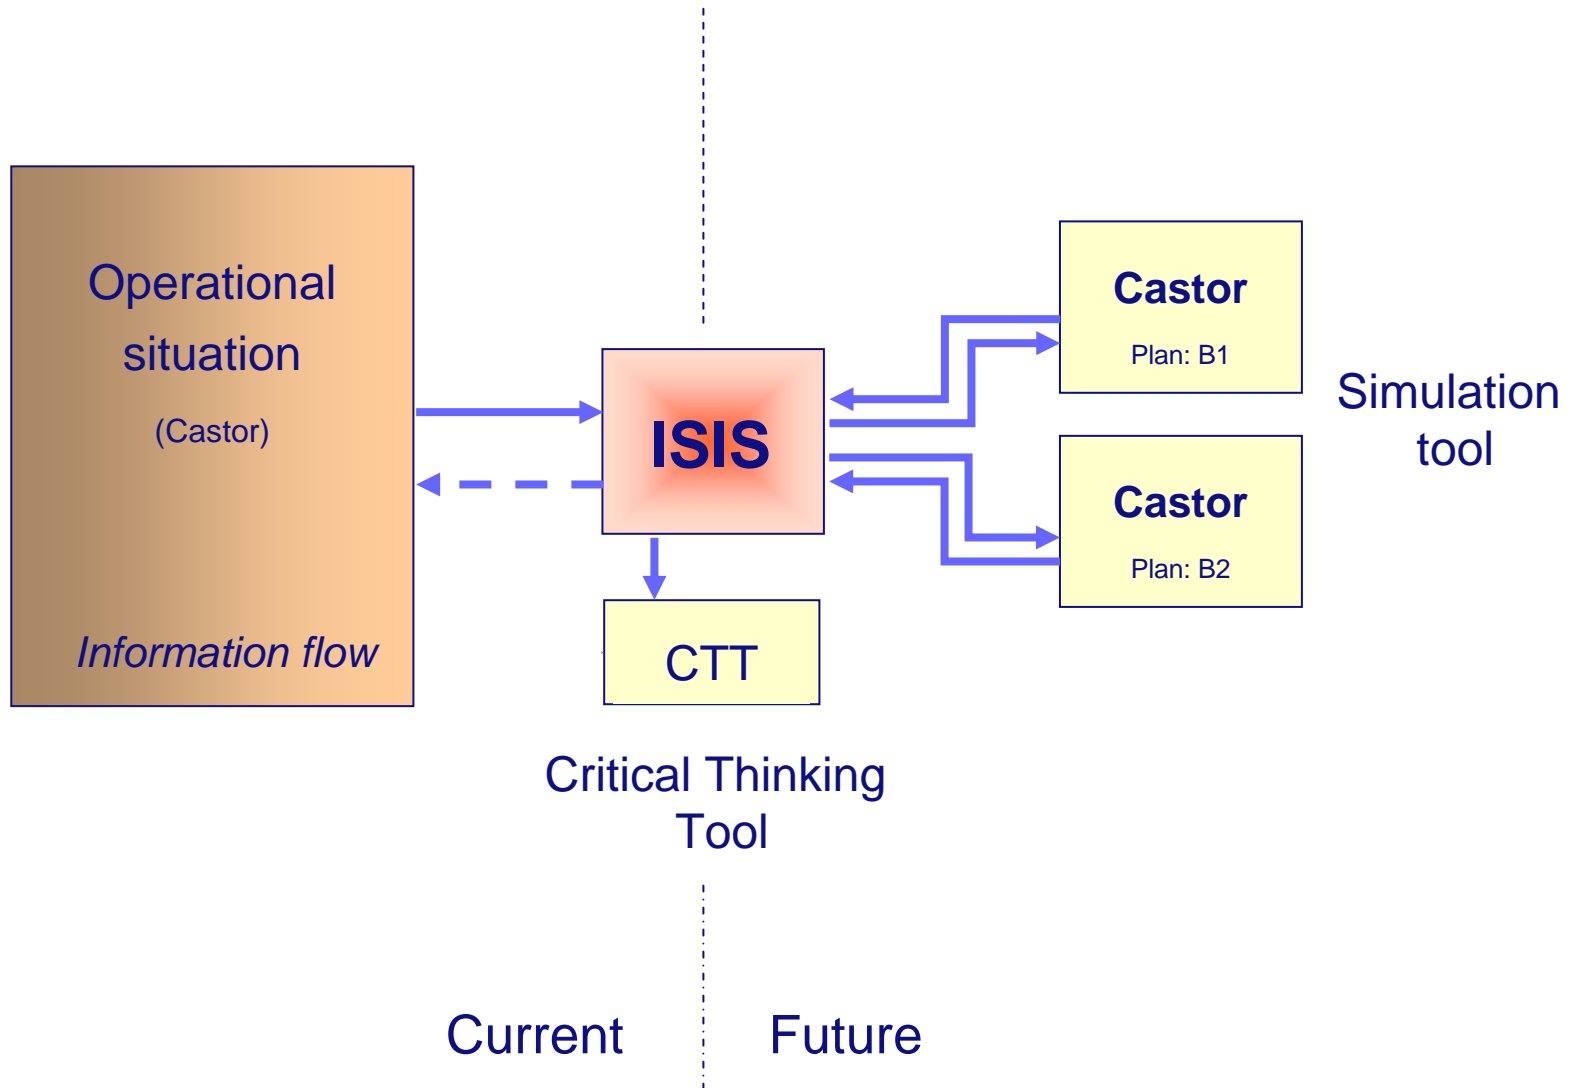 Operational
situation
(Castor)
Information flow
ISIS
CTT
Critical Thinking
Tool
Castor
Plan: B1
Castor
Plan: B2
Simulation
tool
Current
Future